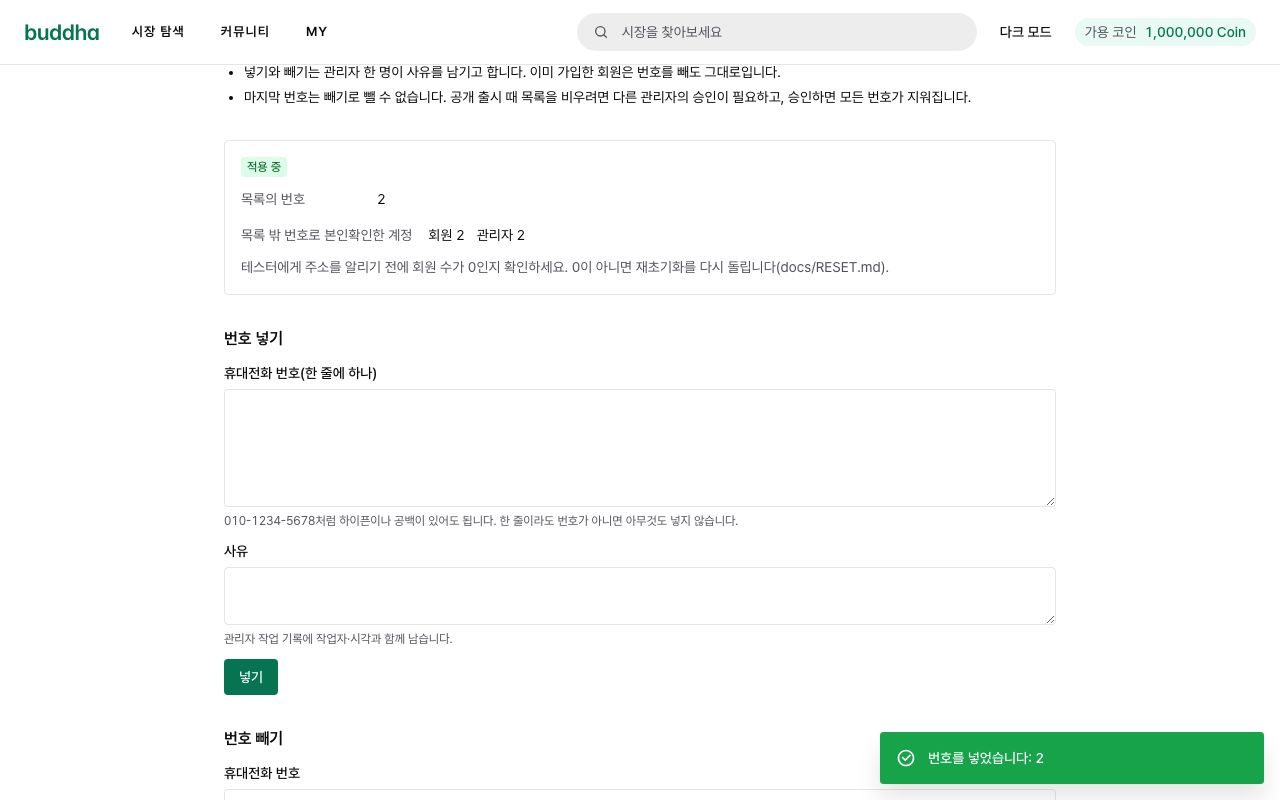 buddha
시장 탐색
커뮤니티
MY
시장을 찾아보세요
다크 모드
가용 코인 1,000,000 Coin
넣기와 빼기는 관리자 한 명이 사유를 남기고 합니다. 이미 가입한 회원은 번호를 빼도 그대로입니다.
마지막 번호는 빼기로 뺄 수 없습니다. 공개 출시 때 목록을 비우려면 다른 관리자의 승인이 필요하고, 승인하면 모든 번호가 지워집니다.
적용 중
목록의 번호 2
목록 밖 번호로 본인확인한 계정 회원 2 관리자 2
테스터에게 주소를 알리기 전에 회원 수가 0인지 확인하세요. 0이 아니면 재초기화를 다시 돌립니다(docs/RESET.md).
번호 넣기
휴대전화 번호(한 줄에 하나)
010-1234-5678처럼 하이픈이나 공백이 있어도 됩니다. 한 줄이라도 번호가 아니면 아무것도 넣지 않습니다.
사유
관리자 작업 기록에 작업자·시각과 함께 남습니다.
넣기
번호 빼기
휴대전화 번호
번호를 넣었습니다: 2